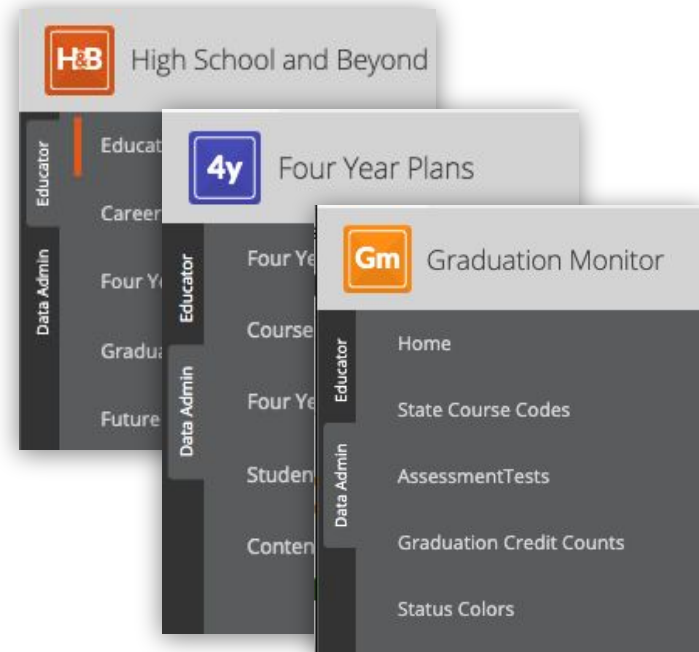 H&B High School and Beyond
Educator
Data Admin
Educat
Career
Four Ye
Gradua
Future
4y Four Year Plans
Educator
Data Admin
Four Ye
Course
Four Ye
Studen
Conten
Gm Graduation Monitor
Educator
Data Admin
Home
State Course Codes
AssessmentTests
Graduation Credit Counts
Status Colors